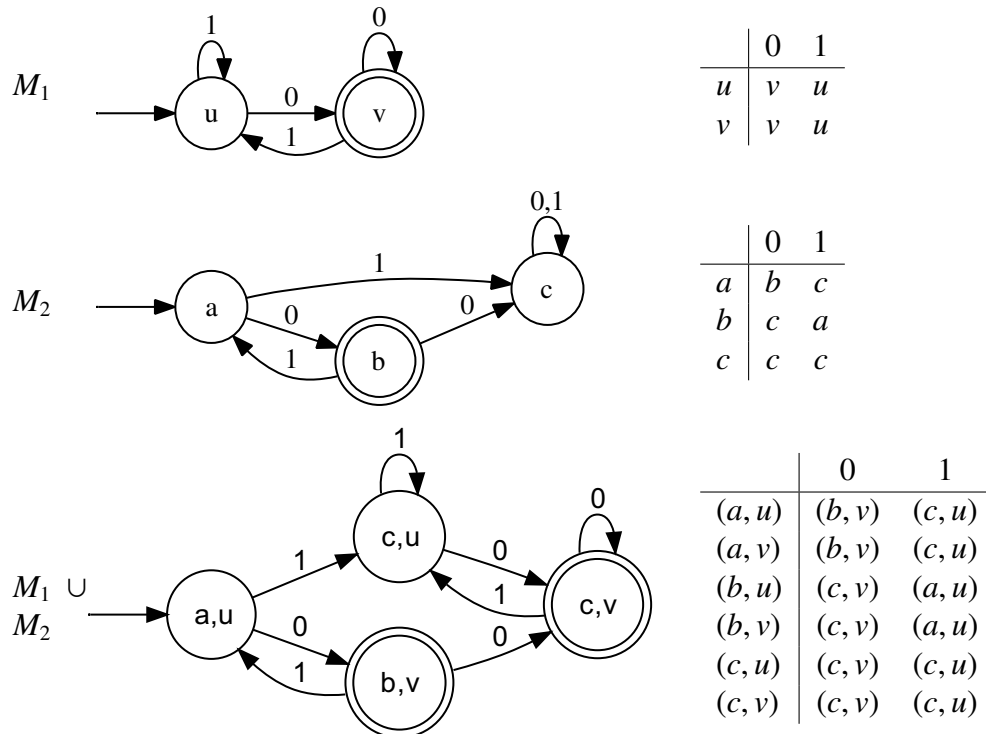 1 0
M₁ u 0 v 1
0 1
u v u
v v u
0,1
M₂ a 1 c
0 0
1 b
0 1
a b c
b c a
c c c
1
c,u 0 0
1 1 c,v
M₁ ∪
M₂ a,u 0 0
1 b,v
0 1
(a, u) (b, v) (c, u)
(a, v) (b, v) (c, u)
(b, u) (c, v) (a, u)
(b, v) (c, v) (a, u)
(c, u) (c, v) (c, u)
(c, v) (c, v) (c, u)